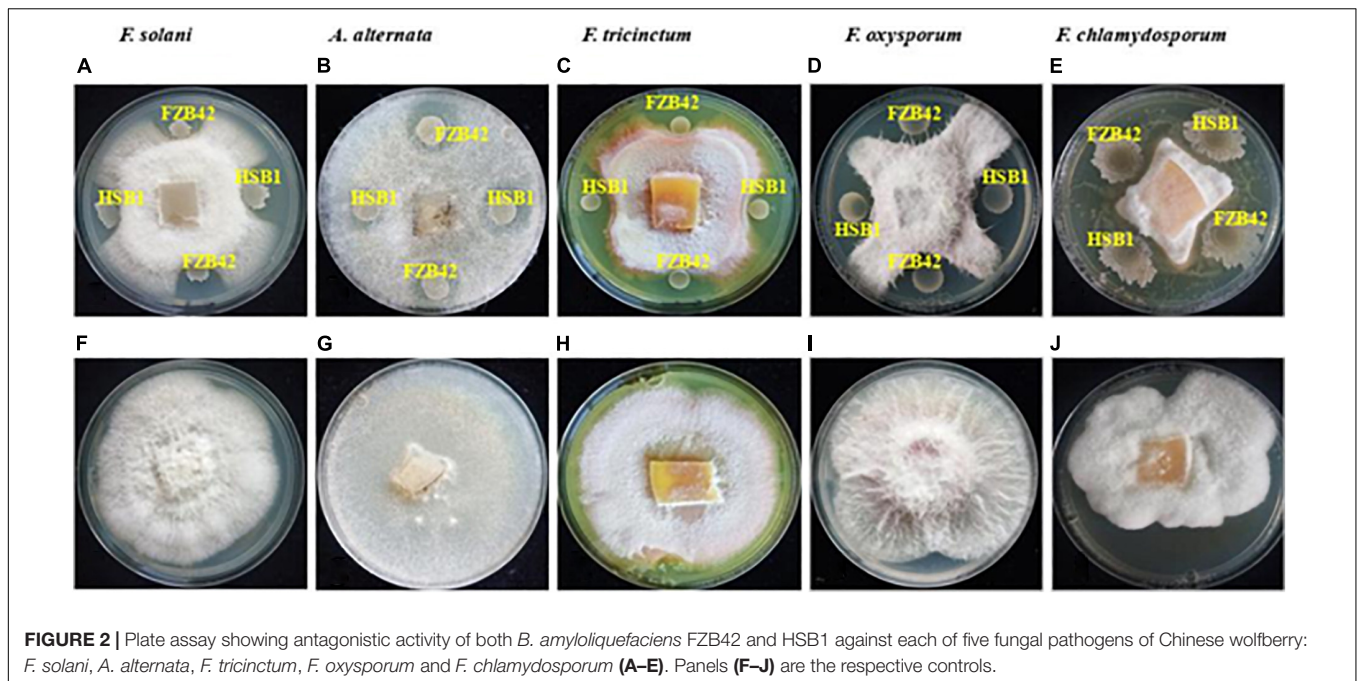 F. solani A. alternata F. tricinctum F. oxysporum F. chlamydosporum
A B C D E
FZB42
HSB1
HSB1
FZB42
FZB42
HSB1
HSB1
FZB42
FZB42
HSB1
HSB1
FZB42
FZB42
HSB1
HSB1
FZB42
FZB42
HSB1
HSB1
FZB42
F G H I J
FIGURE 2 | Plate assay showing antagonistic activity of both B. amyloliquefaciens FZB42 and HSB1 against each of five fungal pathogens of Chinese wolfberry:
F. solani, A. alternata, F. tricinctum, F. oxysporum and F. chlamydosporum (A–E). Panels (F–J) are the respective controls.